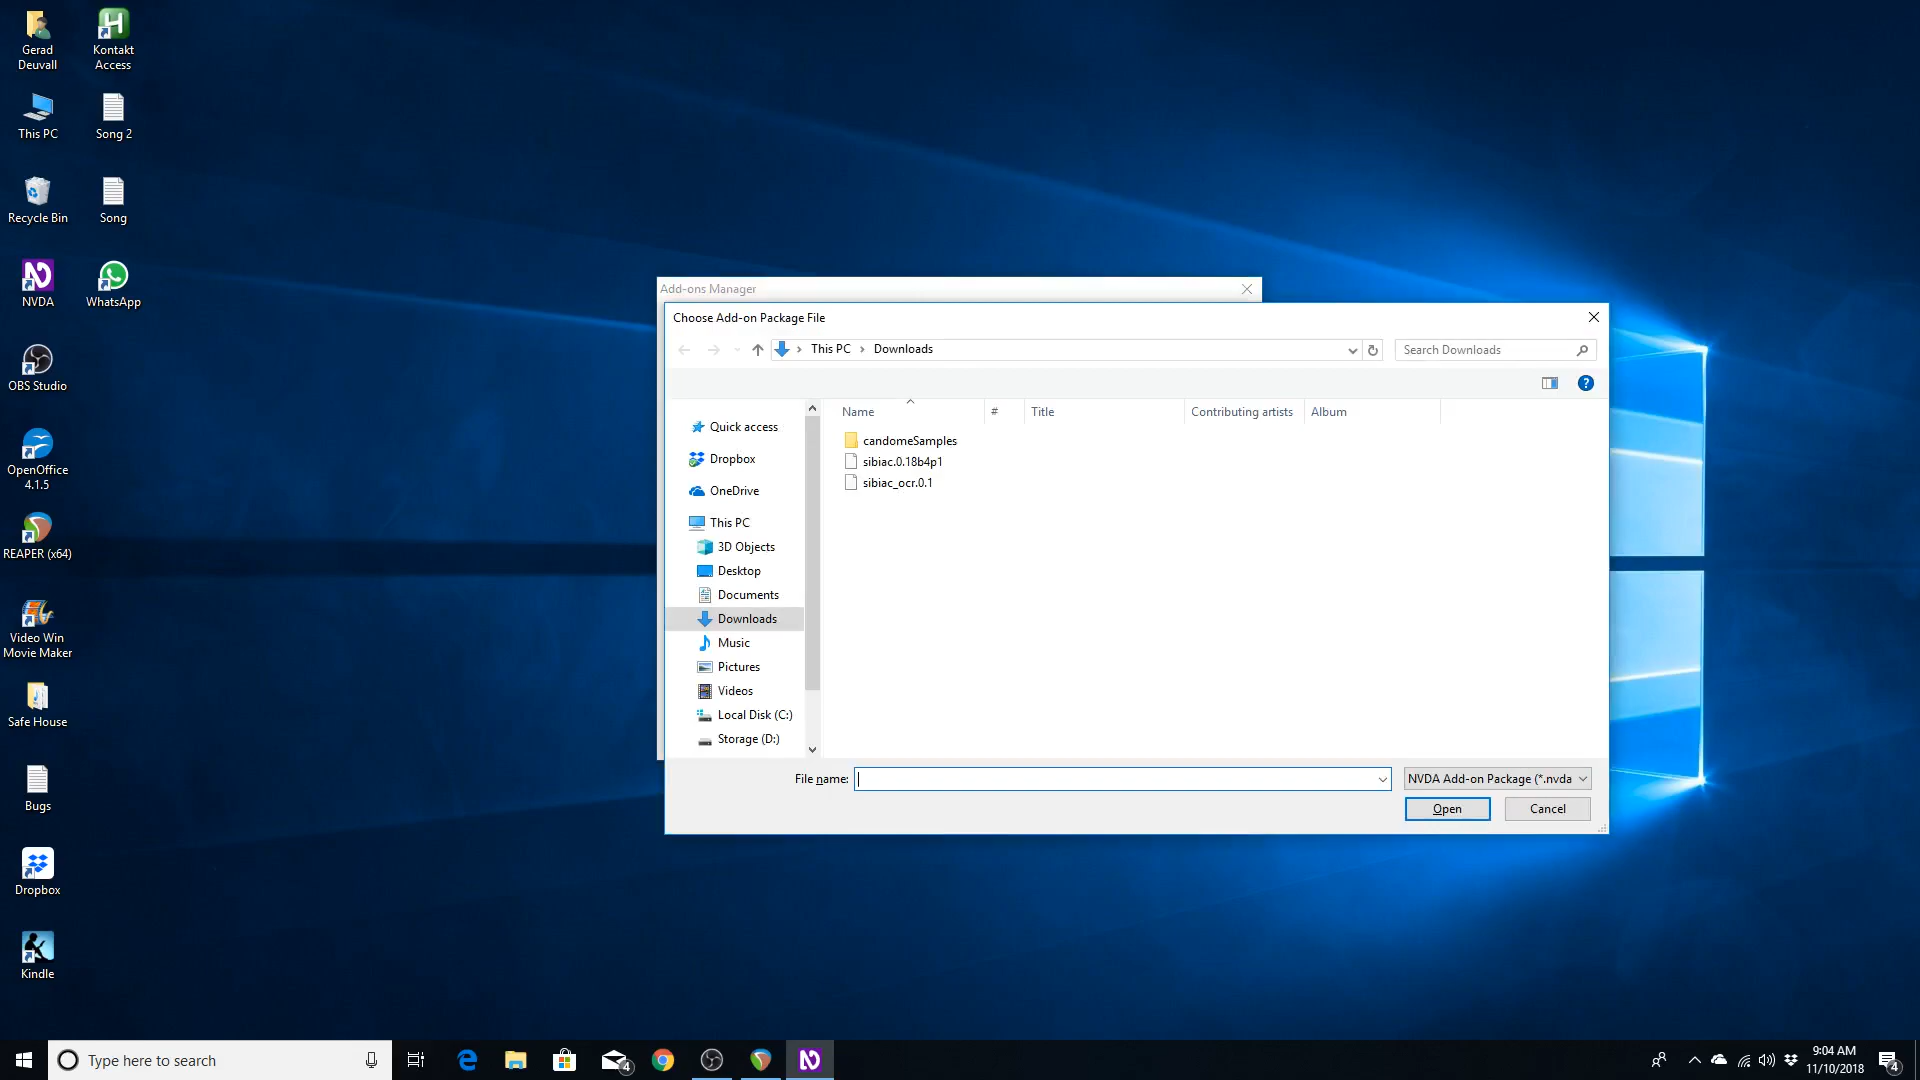 Gerad
Deuvall
Kontakt
Access
This PC
Song 2
Recycle Bin
Song
NVDA
WhatsApp
OBS Studio
OpenOffice
4.1.5
REAPER (x64)
Video Win
Movie Maker
Safe House
Bugs
Dropbox
Kindle
Add-ons Manager
Choose Add-on Package File
This PC
Downloads
Search Downloads
Name
#
Title
Contributing artists
Album
Quick access
Dropbox
OneDrive
This PC
3D Objects
Desktop
Documents
Downloads
Music
Pictures
Videos
Local Disk (C:)
Storage (D:)
candomeSamples
sibiac.0.18b4p1
sibiac_ocr.0.1
File name:
NVDA Add-on Package (*.nvda
Open
Cancel
Type here to search
4
9:04 AM
11/10/2018
4